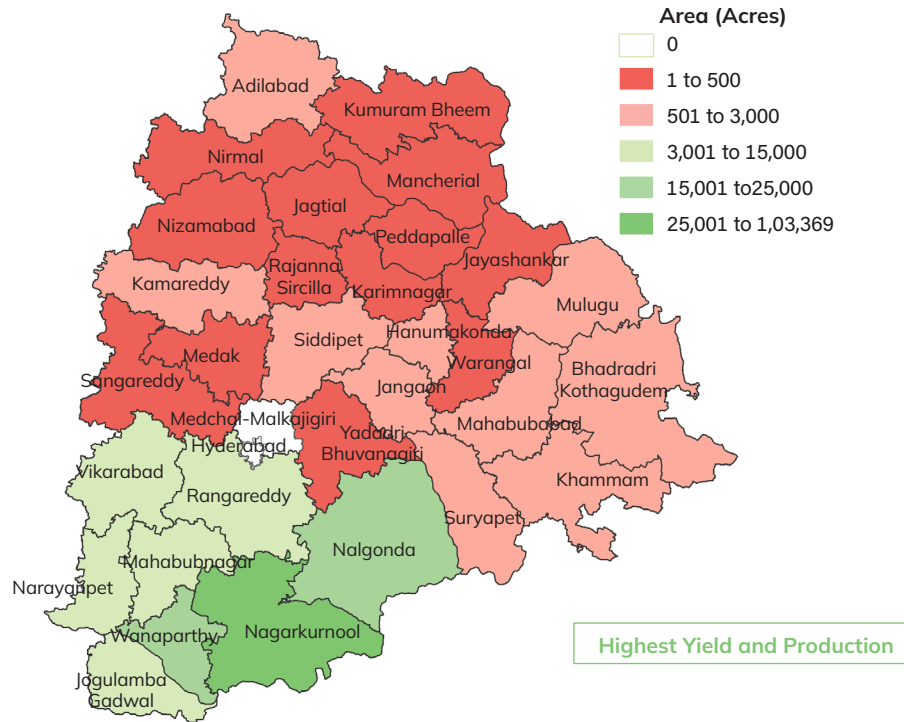 Area (Acres)
0
1 to 500
501 to 3,000
3,001 to 15,000
15,001 to25,000
25,001 to 1,03,369
Adilabad
Kumuram Bheem
Nirmal
Mancherial
Jagtial
Nizamabad
Peddapalle
Jayashankar
Rajanna
Sircilla
Kamareddy
Karimnagar
Mulugu
Hanumakonda
Siddipet
Medak
Warangal
Bhadradri
Kothagudem
Sangareddy
Jangaon
Medchal-Malkajigiri
Mahabubabad
Yadadri
Bhuvanagiri
Hyderabad
Vikarabad
Khammam
Rangareddy
Suryapet
Nalgonda
Mahabubnagar
Narayanpet
Wanaparthy
Nagarkurnool
Highest Yield and Production
Jogulamba
Gadwal